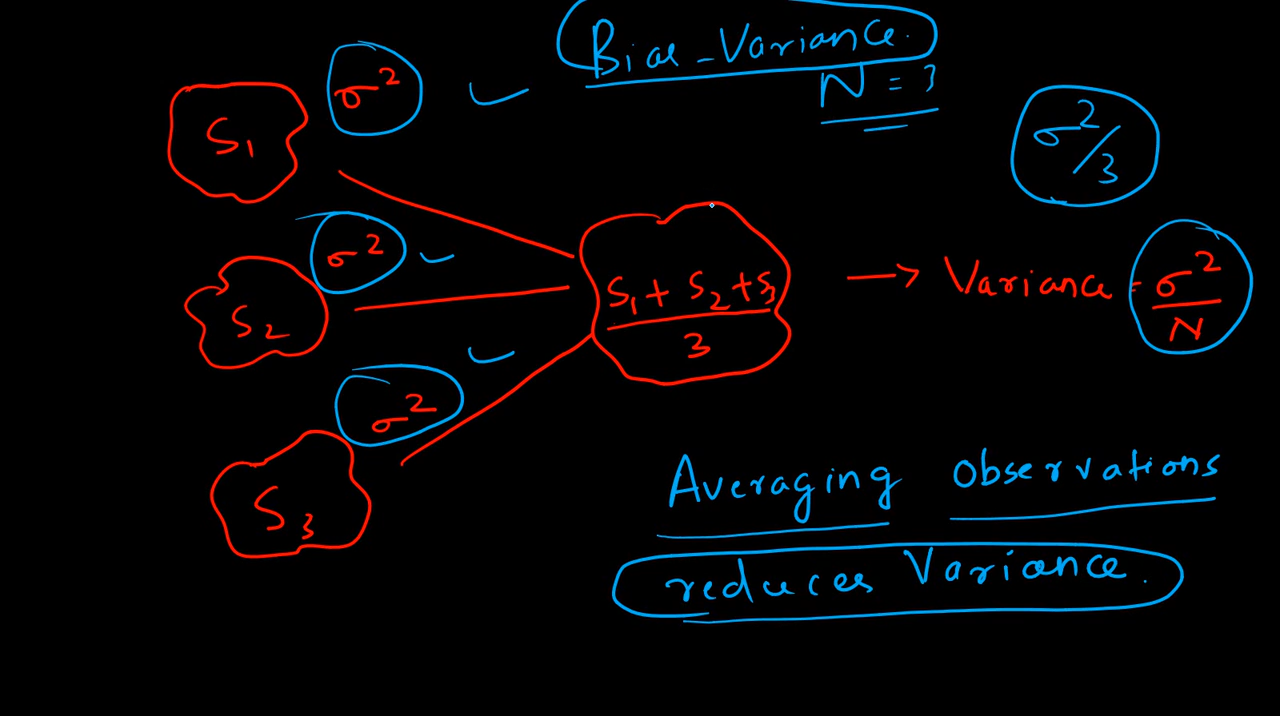 Bias-Variance.
N = 3
S1 σ²
σ²/3
S2 σ²
S1 + S2 + S3
3
→ Variance = σ²/N
S3 σ²
Averaging observations
reduces Variance.